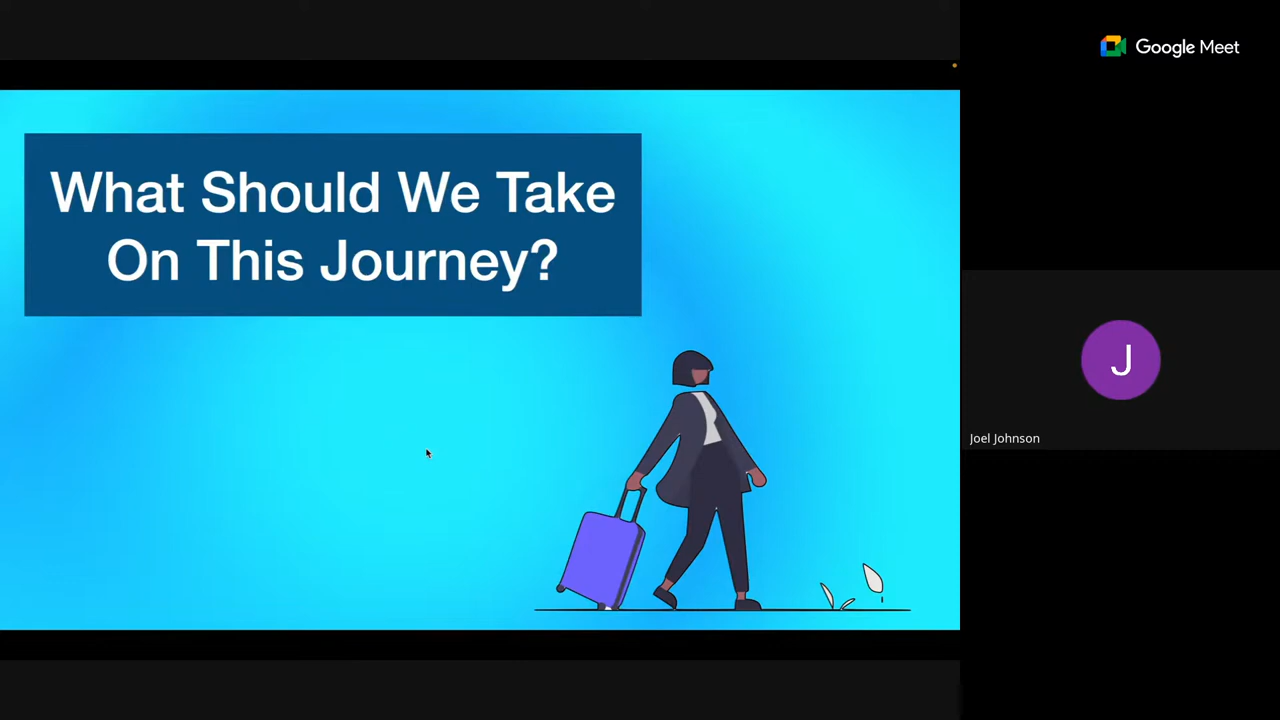 Google Meet
What Should We Take
On This Journey?
J
Joel Johnson